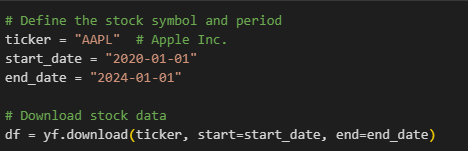 # Define the stock symbol and period
ticker = "AAPL"  # Apple Inc.
start_date = "2020-01-01"
end_date = "2024-01-01"

# Download stock data
df = yf.download(ticker, start=start_date, end=end_date)